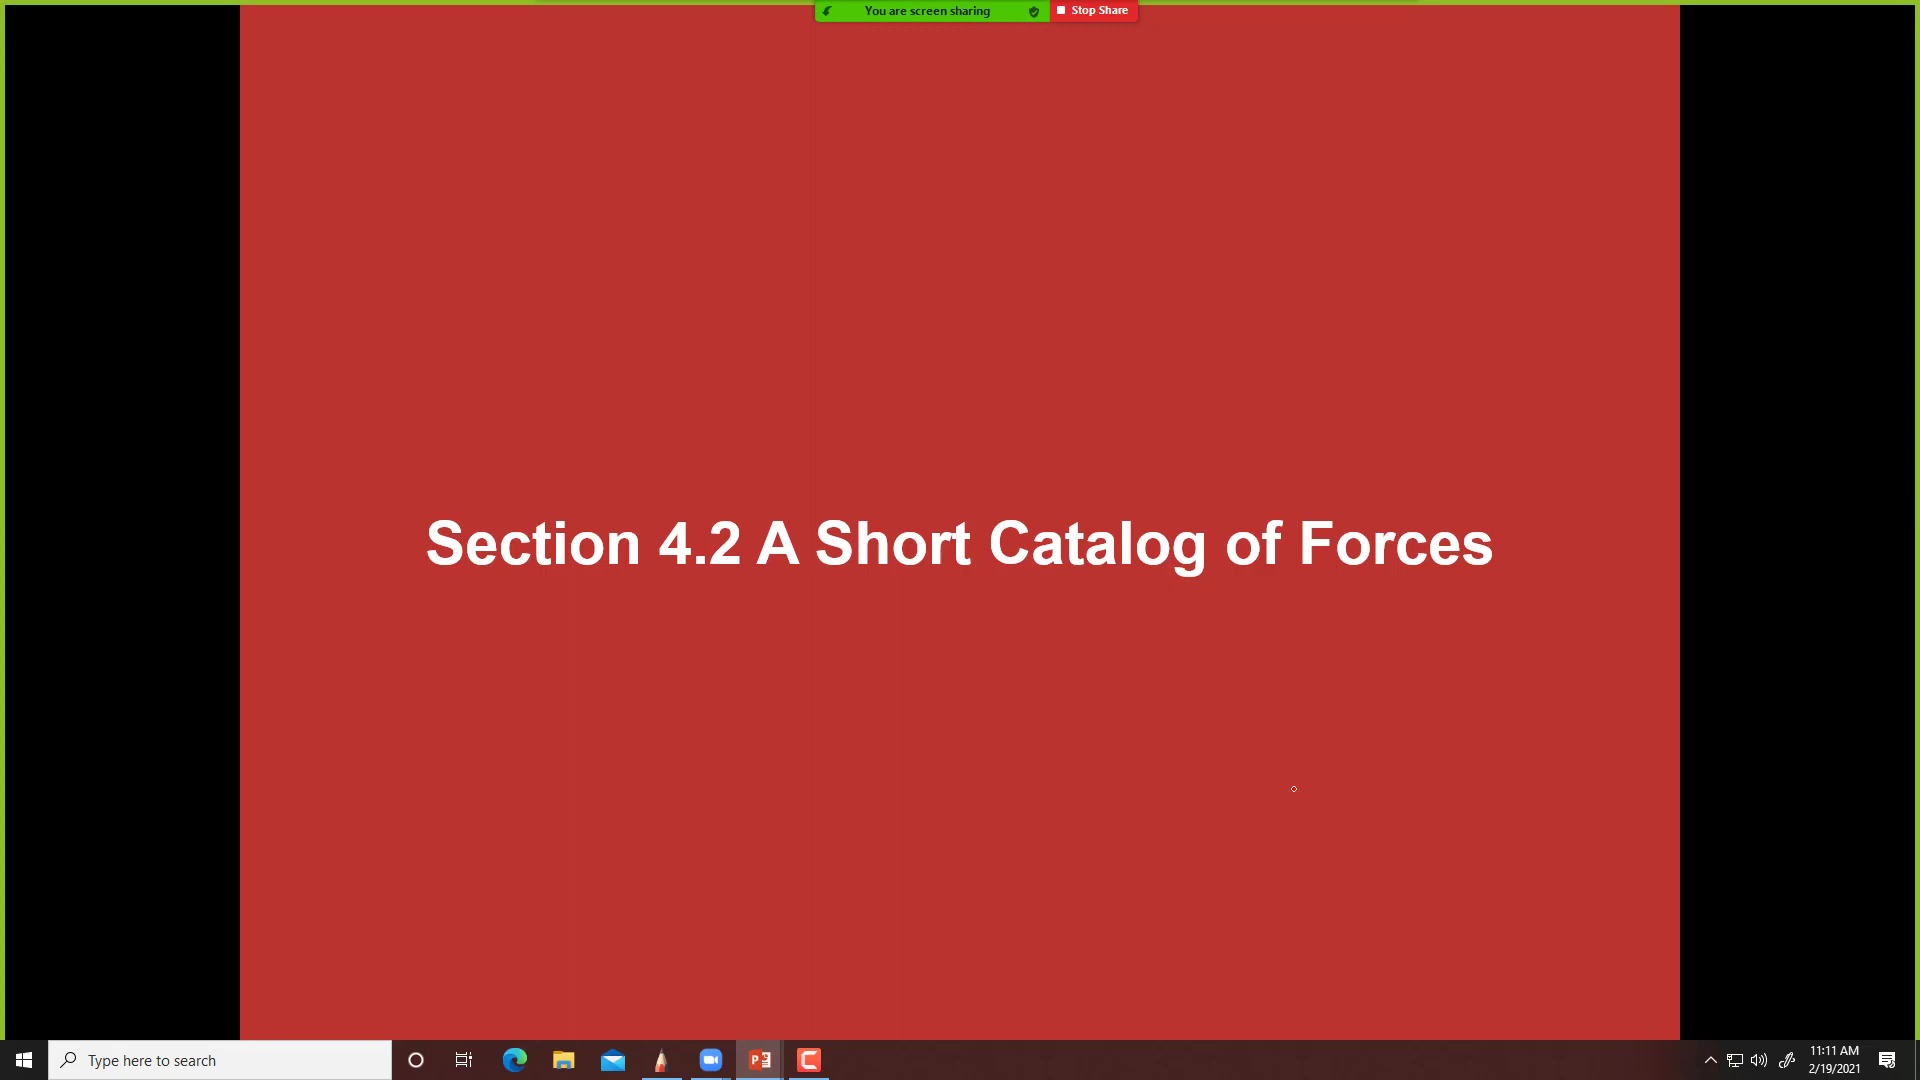 You are screen sharing
Stop Share
Section 4.2 A Short Catalog of Forces
Type here to search
11:11 AM
2/19/2021